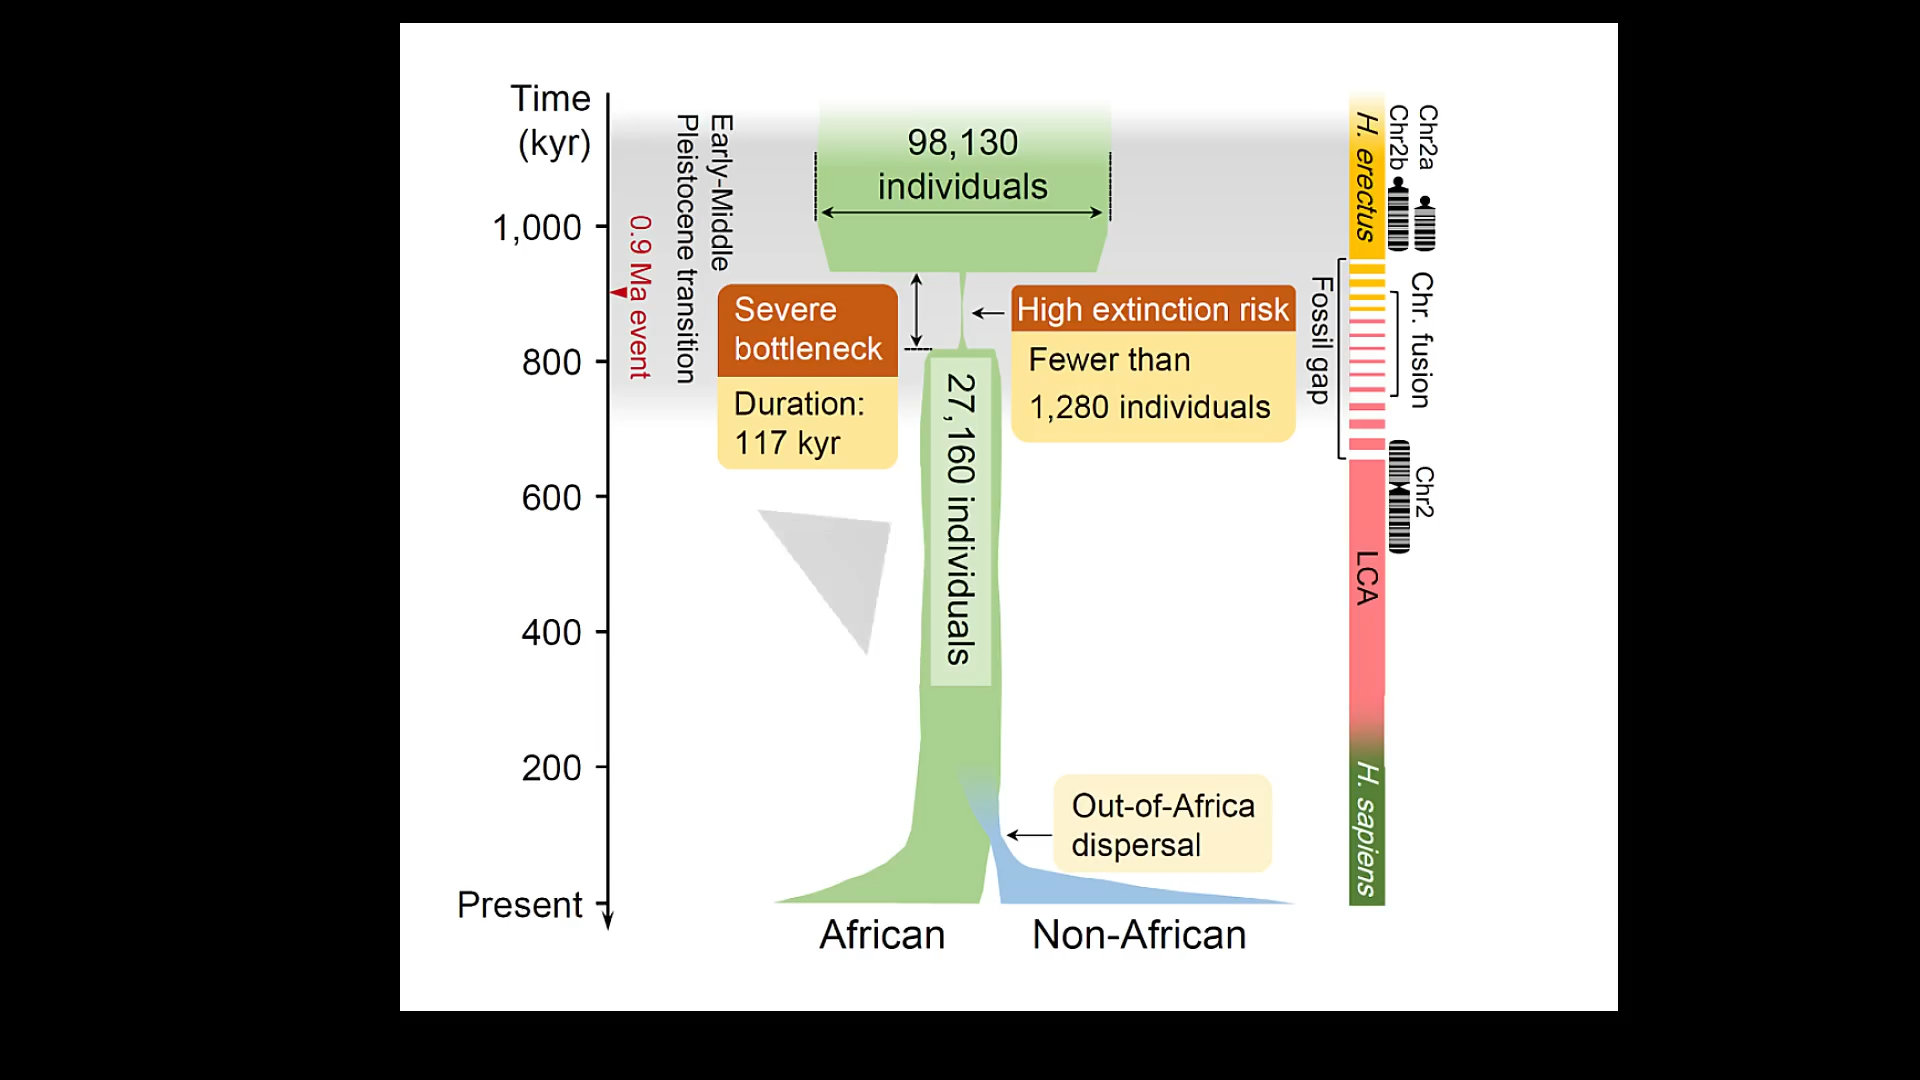 Time
(kyr)
1,000
800
600
400
200
Present
0.9 Ma event
Early-Middle
Pleistocene transition
98,130
individuals
Severe
bottleneck
Duration:
117 kyr
High extinction risk
Fewer than
1,280 individuals
27,160 individuals
Out-of-Africa
dispersal
African
Non-African
Fossil gap
H. erectus
LCA
H. sapiens
Chr2a
Chr2b
Chr. fusion
Chr2